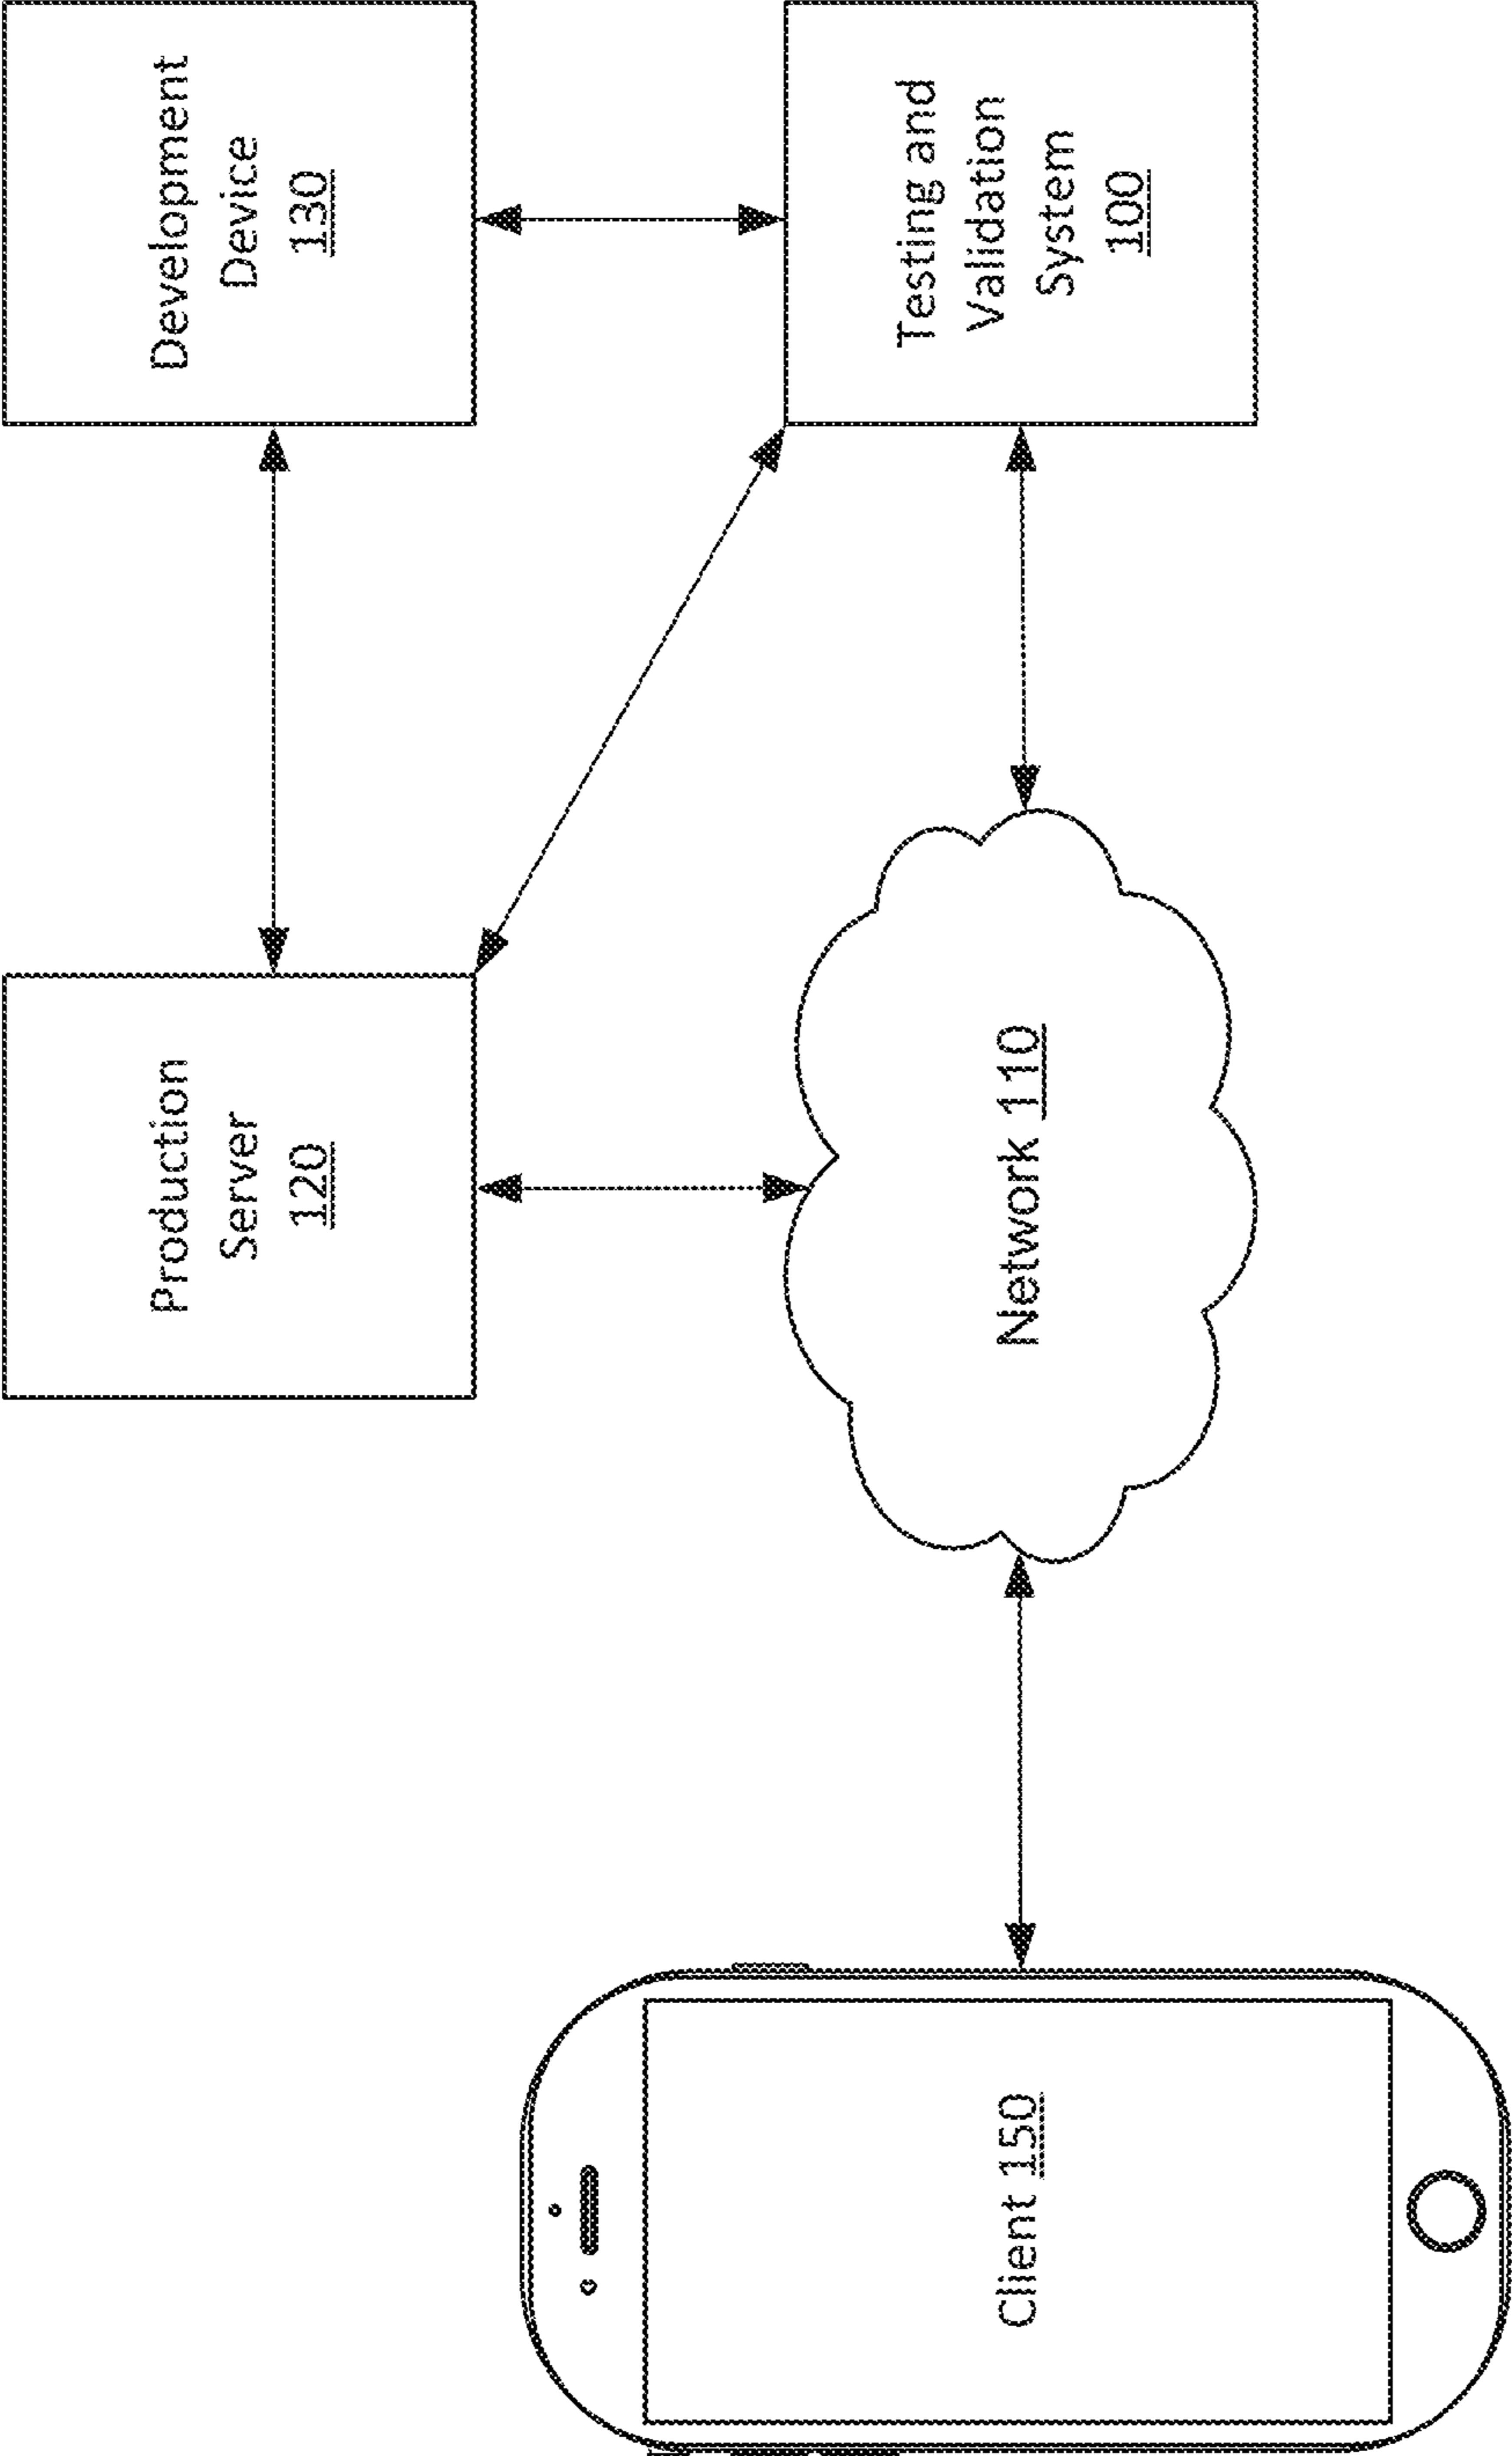 Production
Server
120
Development
Device
130
Client 150
Network 110
Testing and
Validation
System
100